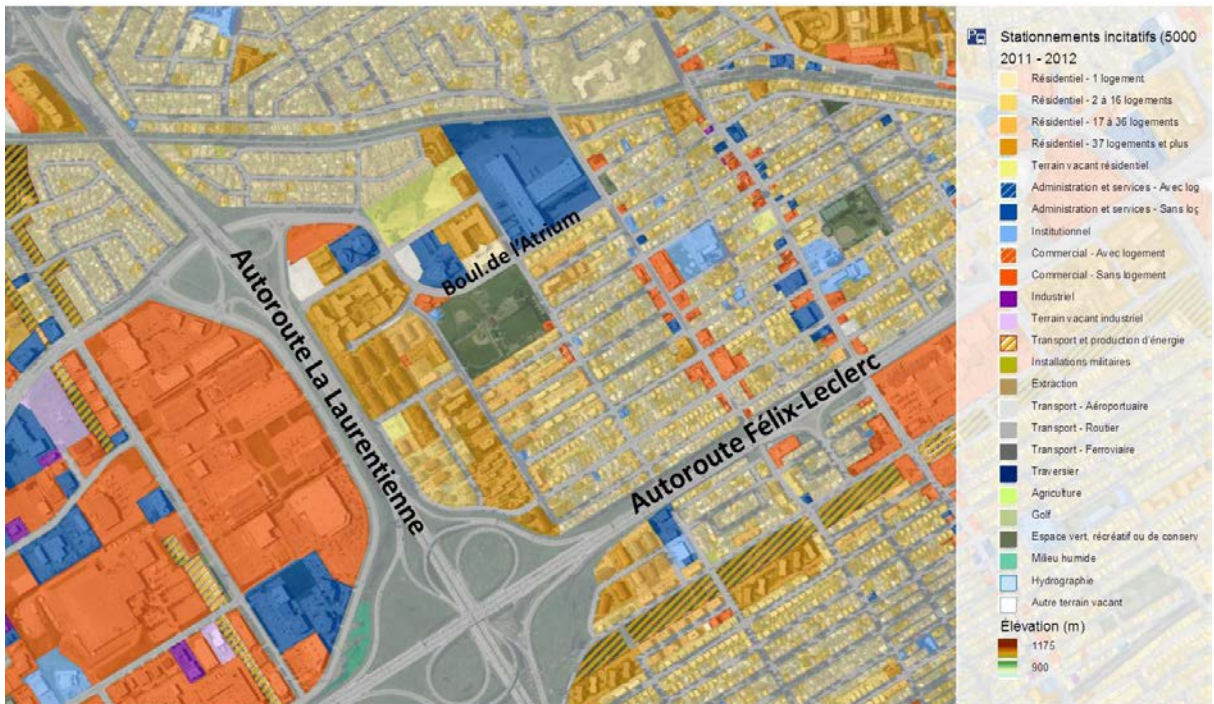 Autoroute La Laurentienne
Boul.de l'Atrium
Autoroute Félix-Leclerc
Stationnements incitatifs (5000
2011 - 2012
Résidentiel - 1 logement
Résidentiel - 2 à 16 logements
Résidentiel - 17 à 36 logements
Résidentiel - 37 logements et plus
Terrain vacant résidentiel
Administration et services - Avec log
Administration et services - Sans log
Institutionnel
Commercial - Avec logement
Commercial - Sans logement
Industriel
Terrain vacant industriel
Transport et production d'énergie
Installations militaires
Extraction
Transport - Aéroportuaire
Transport - Routier
Transport - Ferroviaire
Traversier
Agriculture
Golf
Espace vert, récréatif ou de conserv
Milieu humide
Hydrographie
Autre terrain vacant
Élévation (m)
1175
900